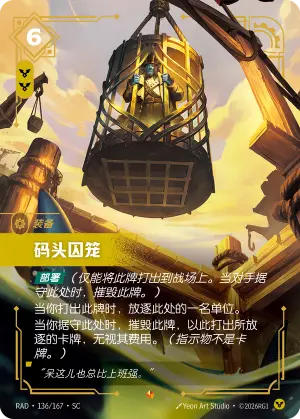 6
装备
码头囚笼
部署 (仅能将此牌打出到战场上。当对手据
守此处时，摧毁此牌。)
当你打出此牌时，放逐此处的一名单位。
当你据守此处时，摧毁此牌，以此打出所放
逐的卡牌，无视其费用。(指示物不是卡
牌。)
“呆这儿也总比上班强。”
RAD • 136/167 • SC
Yeon Art Studio • ©2026RG1